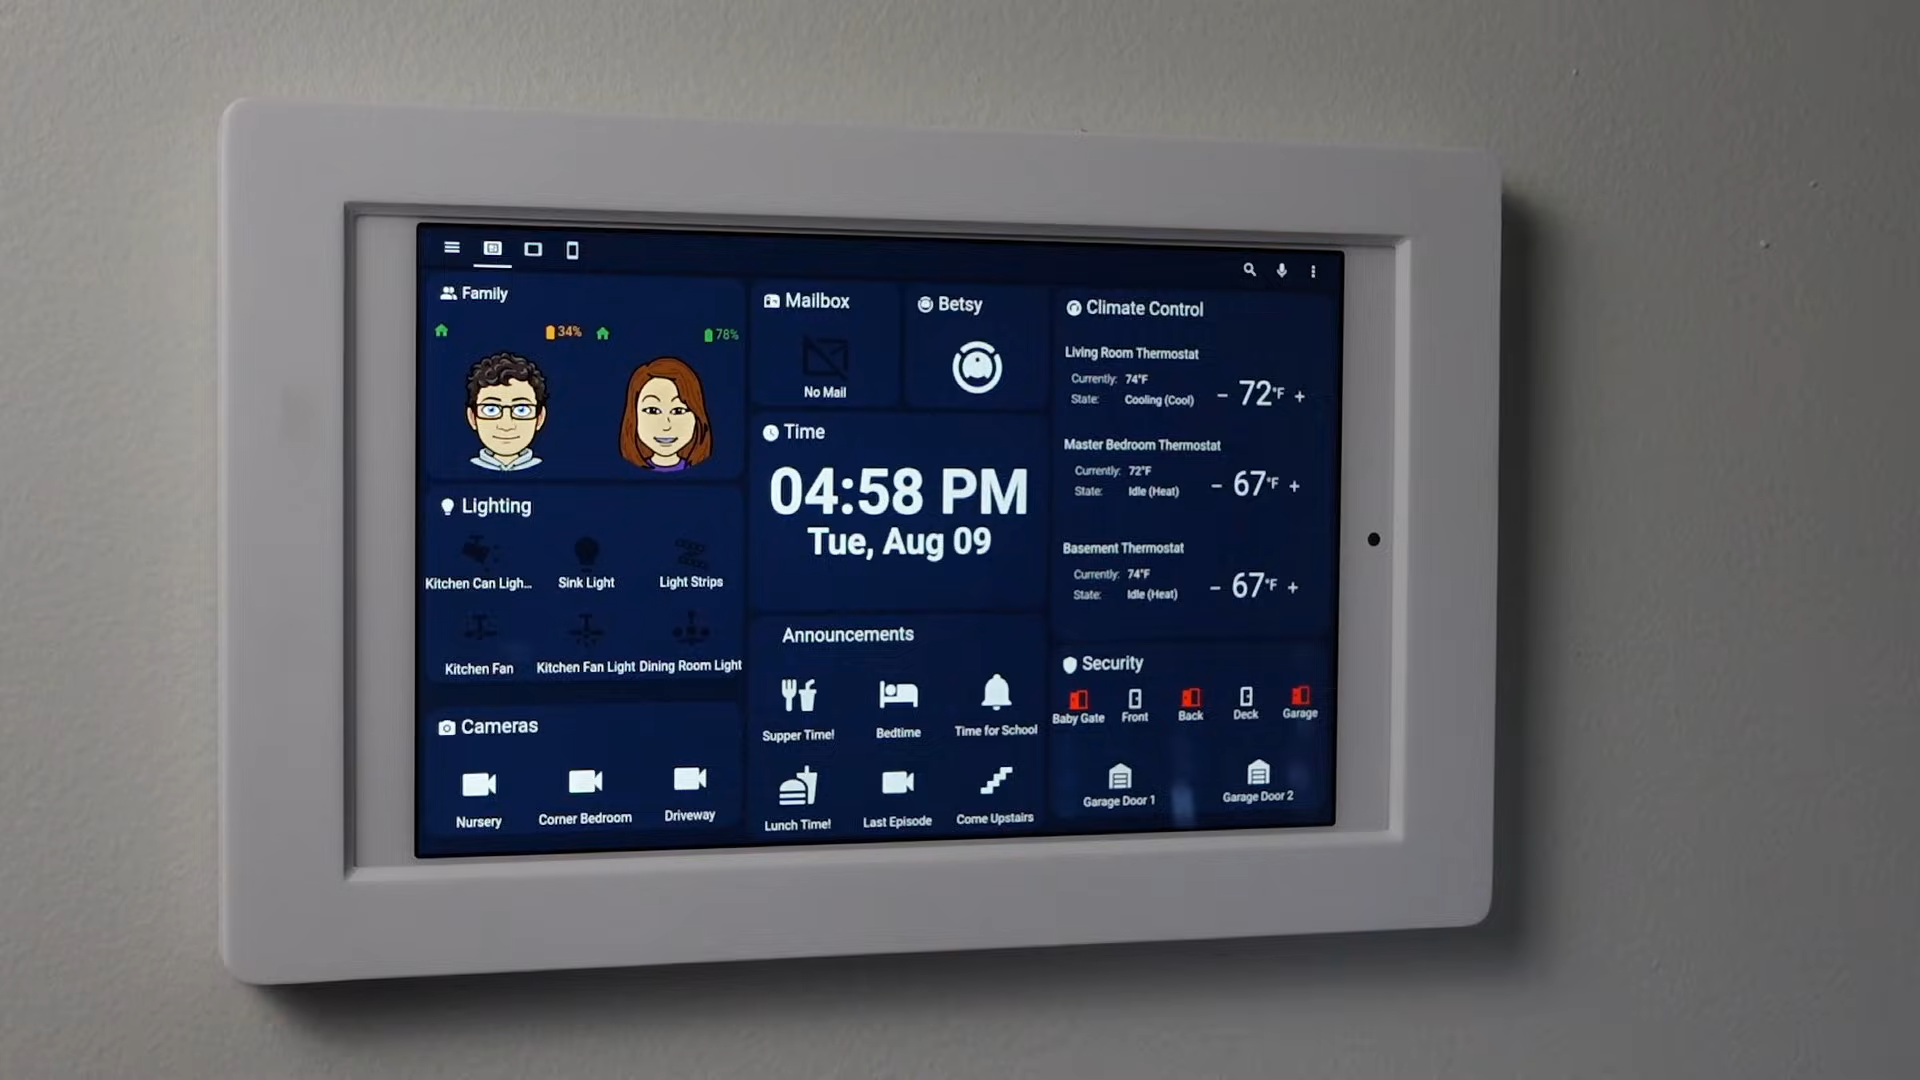 Family
34%
78%
Mailbox
No Mail
Betsy
Time
04:58 PM
Tue, Aug 09
Climate Control
Living Room Thermostat
Currently: 74°F
State: Cooling (Cool)
− 72°F +
Master Bedroom Thermostat
Currently: 72°F
State: Idle (Heat)
− 67°F +
Basement Thermostat
Currently: 74°F
State: Idle (Heat)
− 67°F +
Lighting
Kitchen Can Ligh...
Sink Light
Light Strips
Kitchen Fan
Kitchen Fan Light
Dining Room Light
Cameras
Nursery
Corner Bedroom
Driveway
Announcements
Supper Time!
Bedtime
Time for School
Lunch Time!
Last Episode
Come Upstairs
Security
Baby Gate
Front
Back
Deck
Garage
Garage Door 1
Garage Door 2